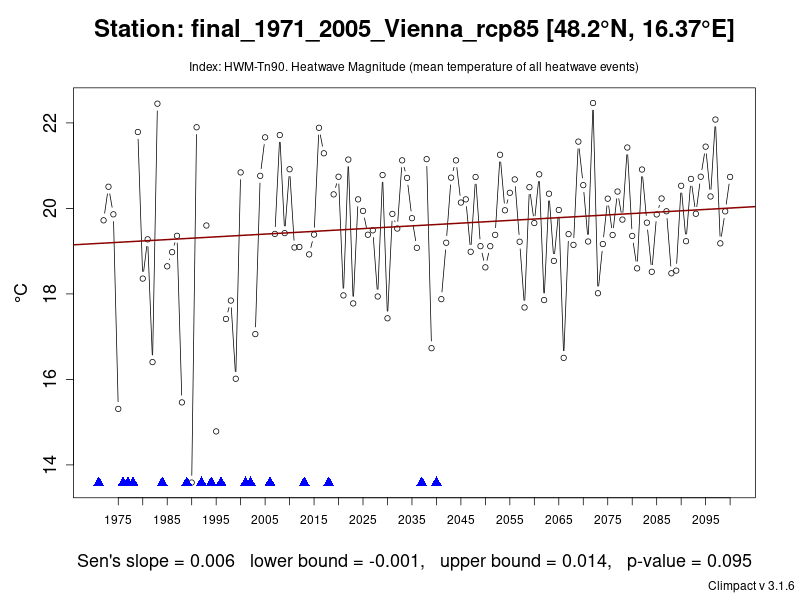 Station: final_1971_2005_Vienna_rcp85 [48.2°N, 16.37°E]
Index: HWM-Tn90. Heatwave Magnitude (mean temperature of all heatwave events)
22
20
18
16
14
°C
1975 1985 1995 2005 2015 2025 2035 2045 2055 2065 2075 2085 2095
Sen's slope = 0.006 lower bound = -0.001, upper bound = 0.014, p-value = 0.095
Climpact v 3.1.6